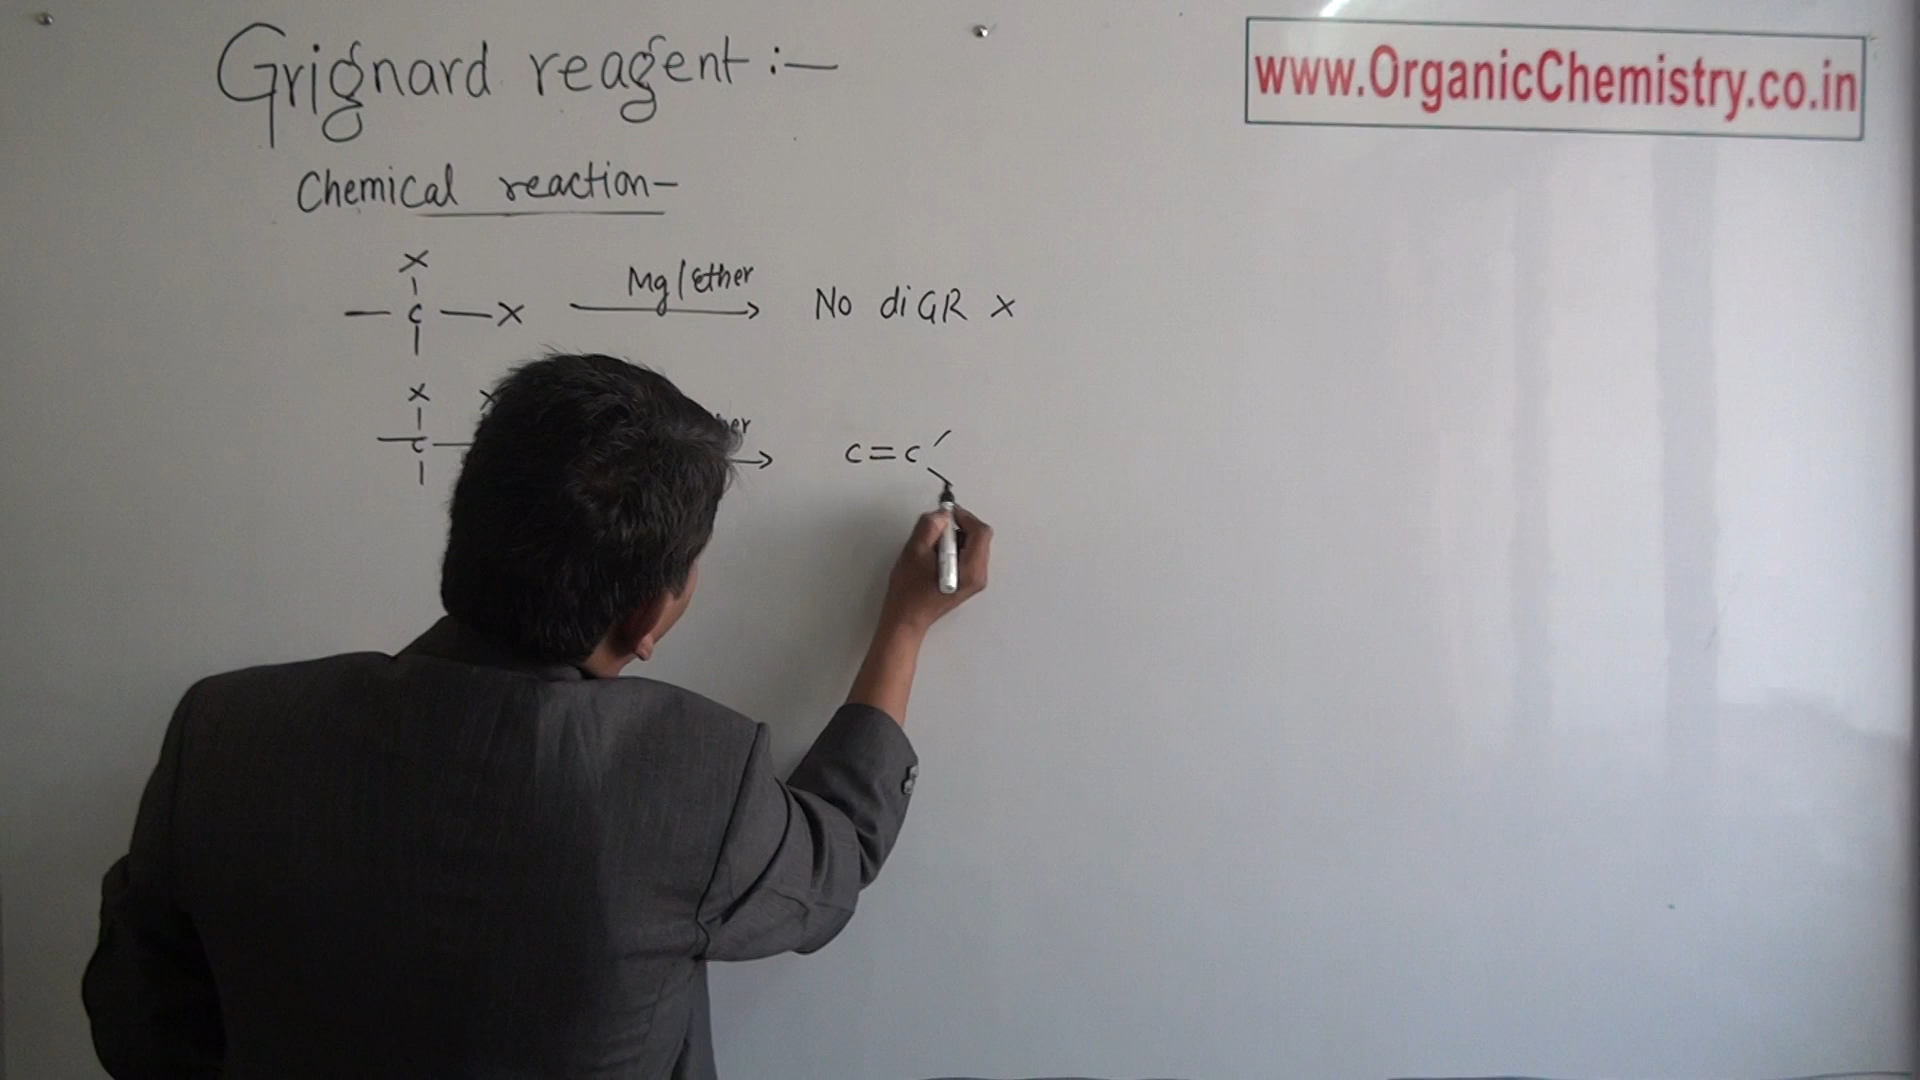 Grignard reagent :-
www.OrganicChemistry.co.in
Chemical reaction-
X
- C - X
Mg/Ether
No diGR X
X
C
C=C